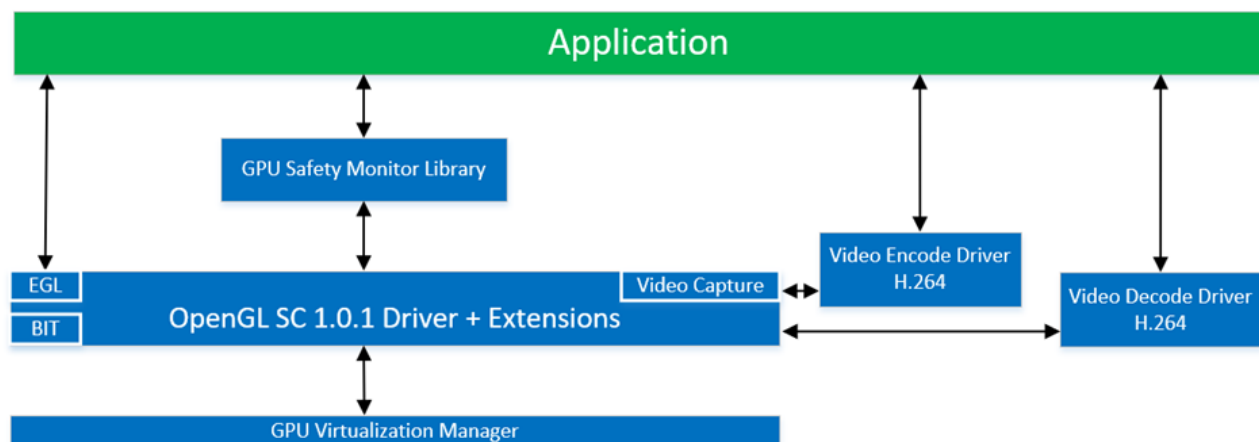 Application
GPU Safety Monitor Library
Video Encode Driver
H.264
EGL
Video Capture
Video Decode Driver
H.264
OpenGL SC 1.0.1 Driver + Extensions
BIT
GPU Virtualization Manager